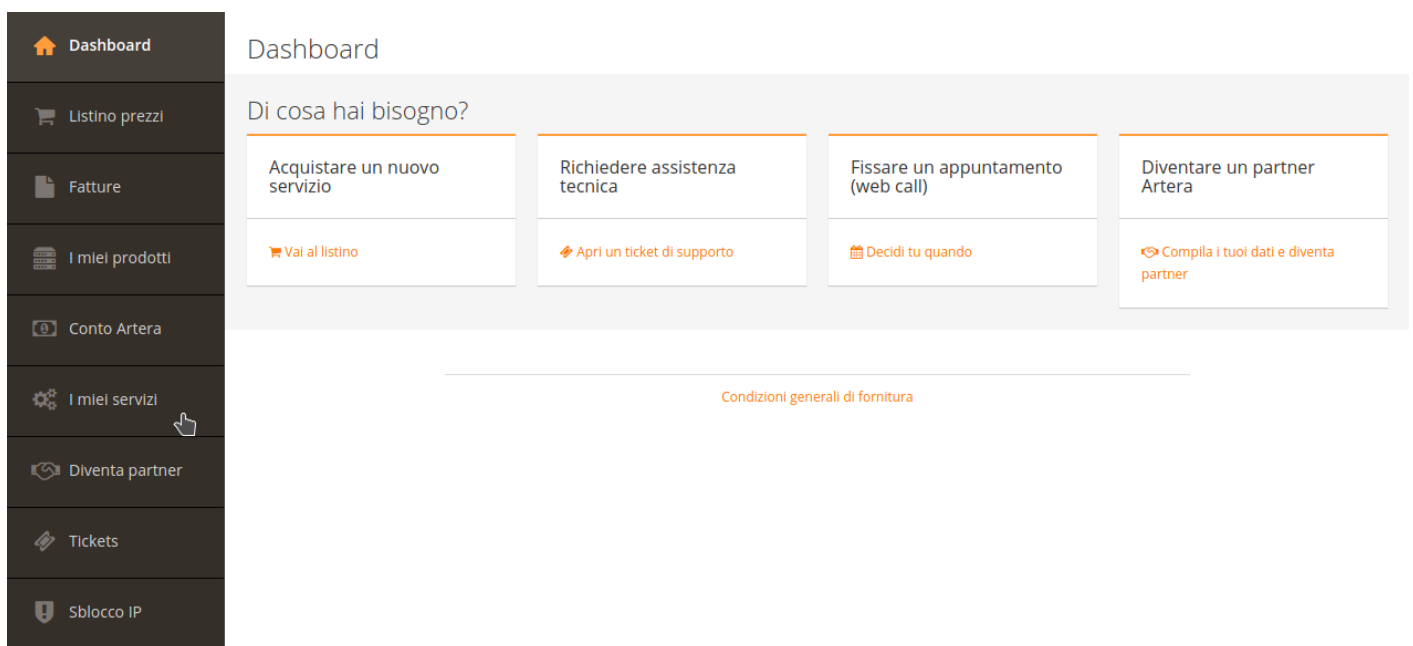 Dashboard
Listino prezzi
Fatture
I miei prodotti
Conto Artera
I miei servizi
Diventa partner
Tickets
Sblocco IP
Dashboard
Di cosa hai bisogno?
Acquistare un nuovo
servizio
Vai al listino
Richiedere assistenza
tecnica
Apri un ticket di supporto
Fissare un appuntamento
(web call)
Decidi tu quando
Diventare un partner
Artera
Compila i tuoi dati e diventa
partner
Condizioni generali di fornitura